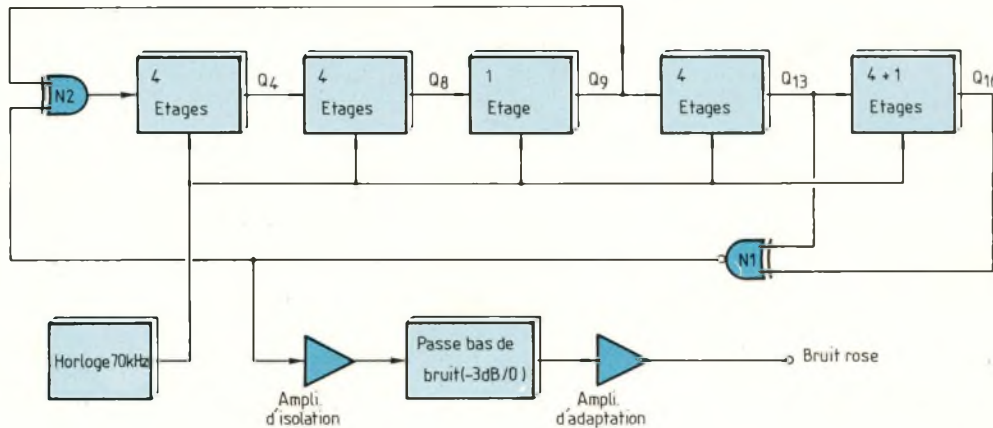 N2
4
Etages
Q4
4
Etages
Q8
1
Etage
Q9
4
Etages
Q13
4 + 1
Etages
Q16
N1
Horloge 70kHz
Ampli.
d'isolation
Passe bas de
bruit(-3dB/0)
Ampli.
d'adaptation
Bruit rose